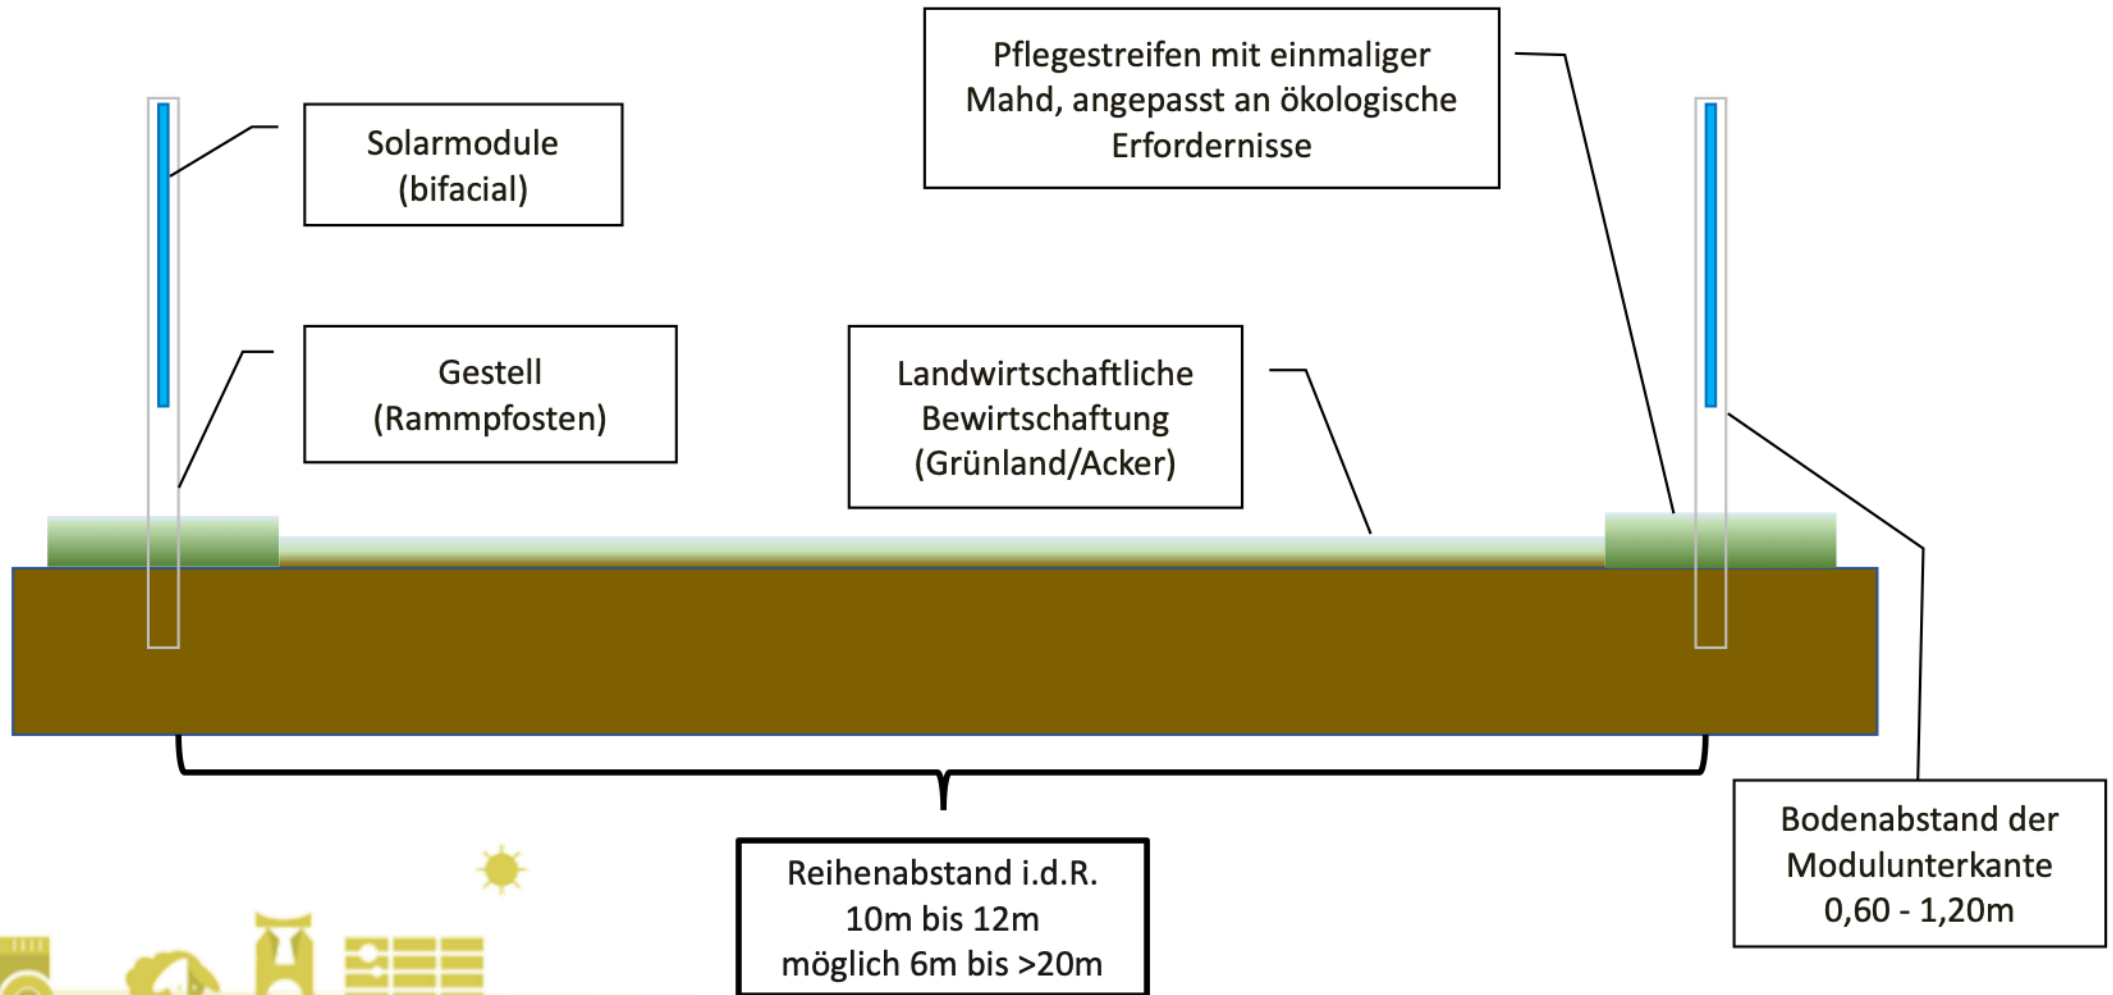 Pflegestreifen mit einmaliger
Mahd, angepasst an ökologische
Erfordernisse
Solarmodule
(bifacial)
Gestell
(Rammpfosten)
Landwirtschaftliche
Bewirtschaftung
(Grünland/Acker)
Bodenabstand der
Modulunterkante
0,60 - 1,20m
Reihenabstand i.d.R.
10m bis 12m
möglich 6m bis >20m